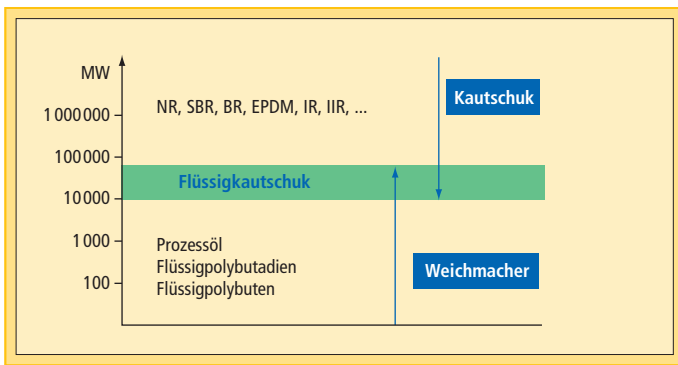 MW
1 000 000
NR, SBR, BR, EPDM, IR, IIR, ...
Kautschuk
100 000
Flüssigkautschuk
10 000
1 000
Prozessöl
Flüssigpolybutadien
Flüssigpolybuten
Weichmacher
100